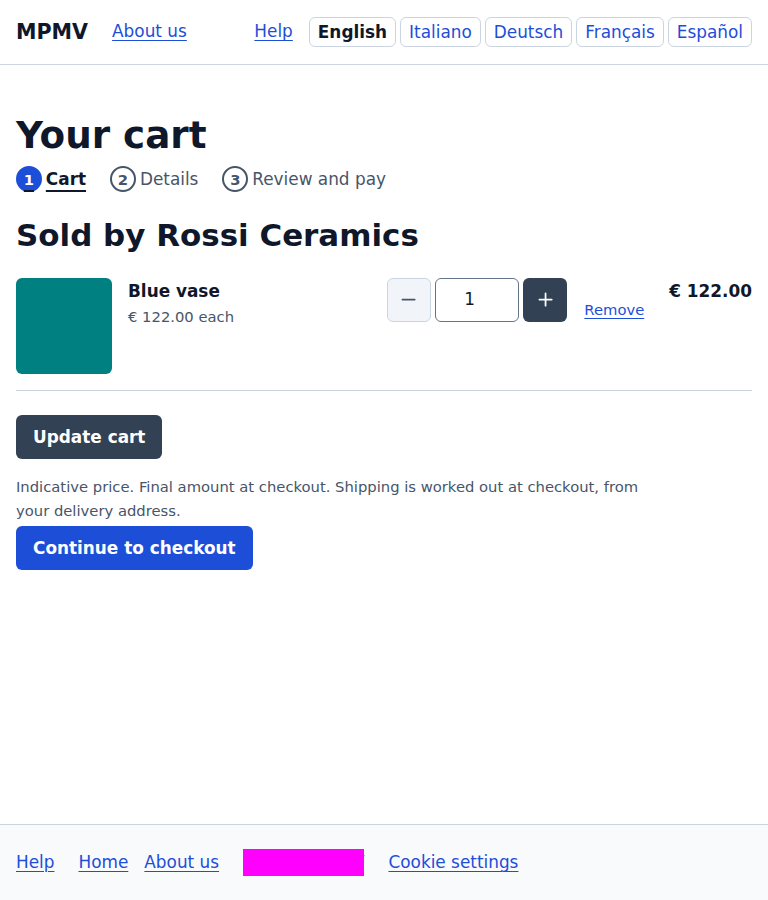 MPMV About us Help English Italiano Deutsch Français Español
Your cart
1 Cart 2 Details 3 Review and pay
Sold by Rossi Ceramics
Blue vase
€ 122.00 each
− 1 +
Remove
€ 122.00
Update cart
Indicative price. Final amount at checkout. Shipping is worked out at checkout, from
your delivery address.
Continue to checkout
Help Home About us Cookie settings